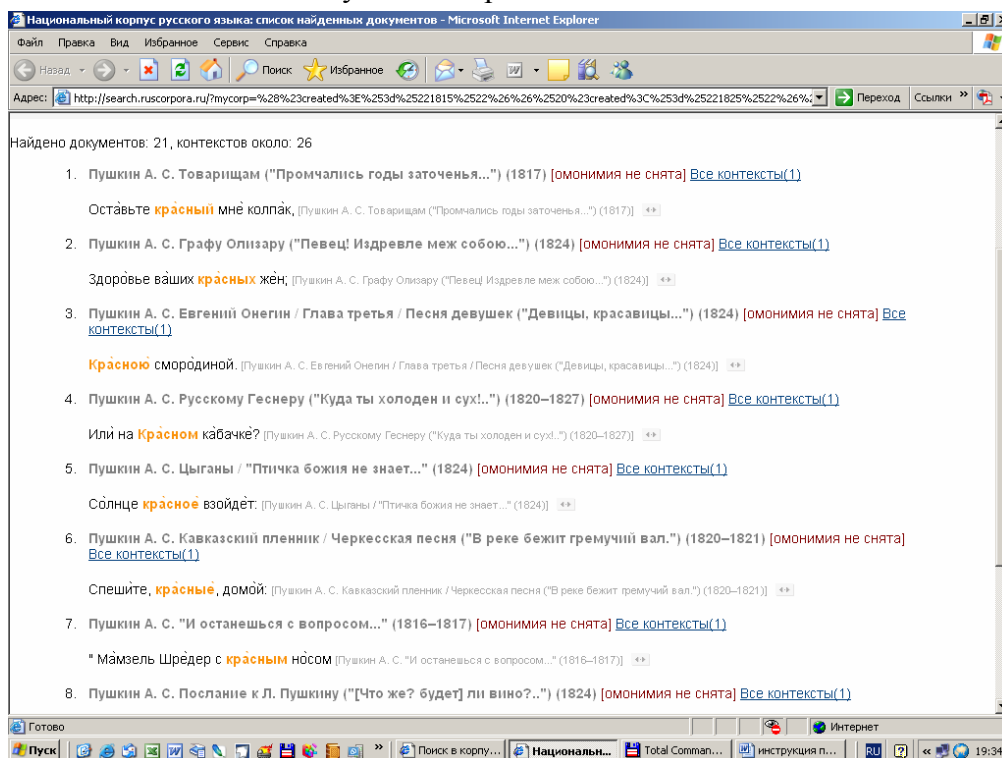 Национальный корпус русского языка: список найденных документов - Microsoft Internet Explorer
Файл Правка Вид Избранное Сервис Справка
Назад Поиск Избранное
Адрес: http://search.ruscorpora.ru/?mycorp=%28%23created%3E%253d%25221815%2522%26%26%2520%23created%3C%253d%25221825%2522%26% Переход Ссылки »
Найдено документов: 21, контекстов около: 26
1. Пушкин А. С. Товарищам ("Промчались годы заточенья...") (1817) [омонимия не снята] Все контексты(1)
Оста̀вьте кра̀сный мнѐ колпа̀к, [Пушкин А. С. Товарищам ("Промчались годы заточенья...") (1817)]
2. Пушкин А. С. Графу Олизару ("Певец! Издревле меж собою...") (1824) [омонимия не снята] Все контексты(1)
Здоро̀вье ва̀ших кра̀сных жѐн; [Пушкин А. С. Графу Олизару ("Певец! Издревле меж собою...") (1824)]
3. Пушкин А. С. Евгений Онегин / Глава третья / Песня девушек ("Девицы, красавицы...") (1824) [омонимия не снята] Все
контексты(1)
Кра̀сною̀ сморо̀диной. [Пушкин А. С. Евгений Онегин / Глава третья / Песня девушек ("Девицы, красавицы...") (1824)]
4. Пушкин А. С. Русскому Геснеру ("Куда ты холоден и сух!..") (1820–1827) [омонимия не снята] Все контексты(1)
Илѝ на Кра̀сном ка̀бачкѐ? [Пушкин А. С. Русскому Геснеру ("Куда ты холоден и сух!..") (1820–1827)]
5. Пушкин А. С. Цыганы / "Птичка божия не знает..." (1824) [омонимия не снята] Все контексты(1)
Со̀лнце кра̀сноѐ взойдѐт: [Пушкин А. С. Цыганы / "Птичка божия не знает..." (1824)]
6. Пушкин А. С. Кавказский пленник / Черкесская песня ("В реке бежит гремучий вал.") (1820–1821) [омонимия не снята]
Все контексты(1)
Спешѝте, кра̀сныѐ, домо̀й: [Пушкин А. С. Кавказский пленник / Черкесская песня ("В реке бежит гремучий вал.") (1820–1821)]
7. Пушкин А. С. "И останешься с вопросом..." (1816–1817) [омонимия не снята] Все контексты(1)
" Ма̀мзель Шрѐдер с кра̀сным но̀сом [Пушкин А. С. "И останешься с вопросом..." (1816–1817)]
8. Пушкин А. С. Послание к Л. Пушкину ("[Что же? будет] ли вино?..") (1824) [омонимия не снята] Все контексты(1)
Готово Интернет
Пуск » Поиск в корпу... Национальн... Total Comman... инструкция п... RU « 19:34